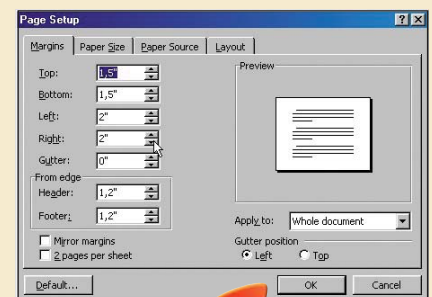 Page Setup
Margins
Paper Size
Paper Source
Layout
Top: 1,5"
Bottom: 1,5"
Left: 2"
Right: 2"
Gutter: 0"
From edge
Header: 1,2"
Footer: 1,2"
Mirror margins
2 pages per sheet
Preview
Apply to: Whole document
Gutter position
Left Top
Default...
OK
Cancel